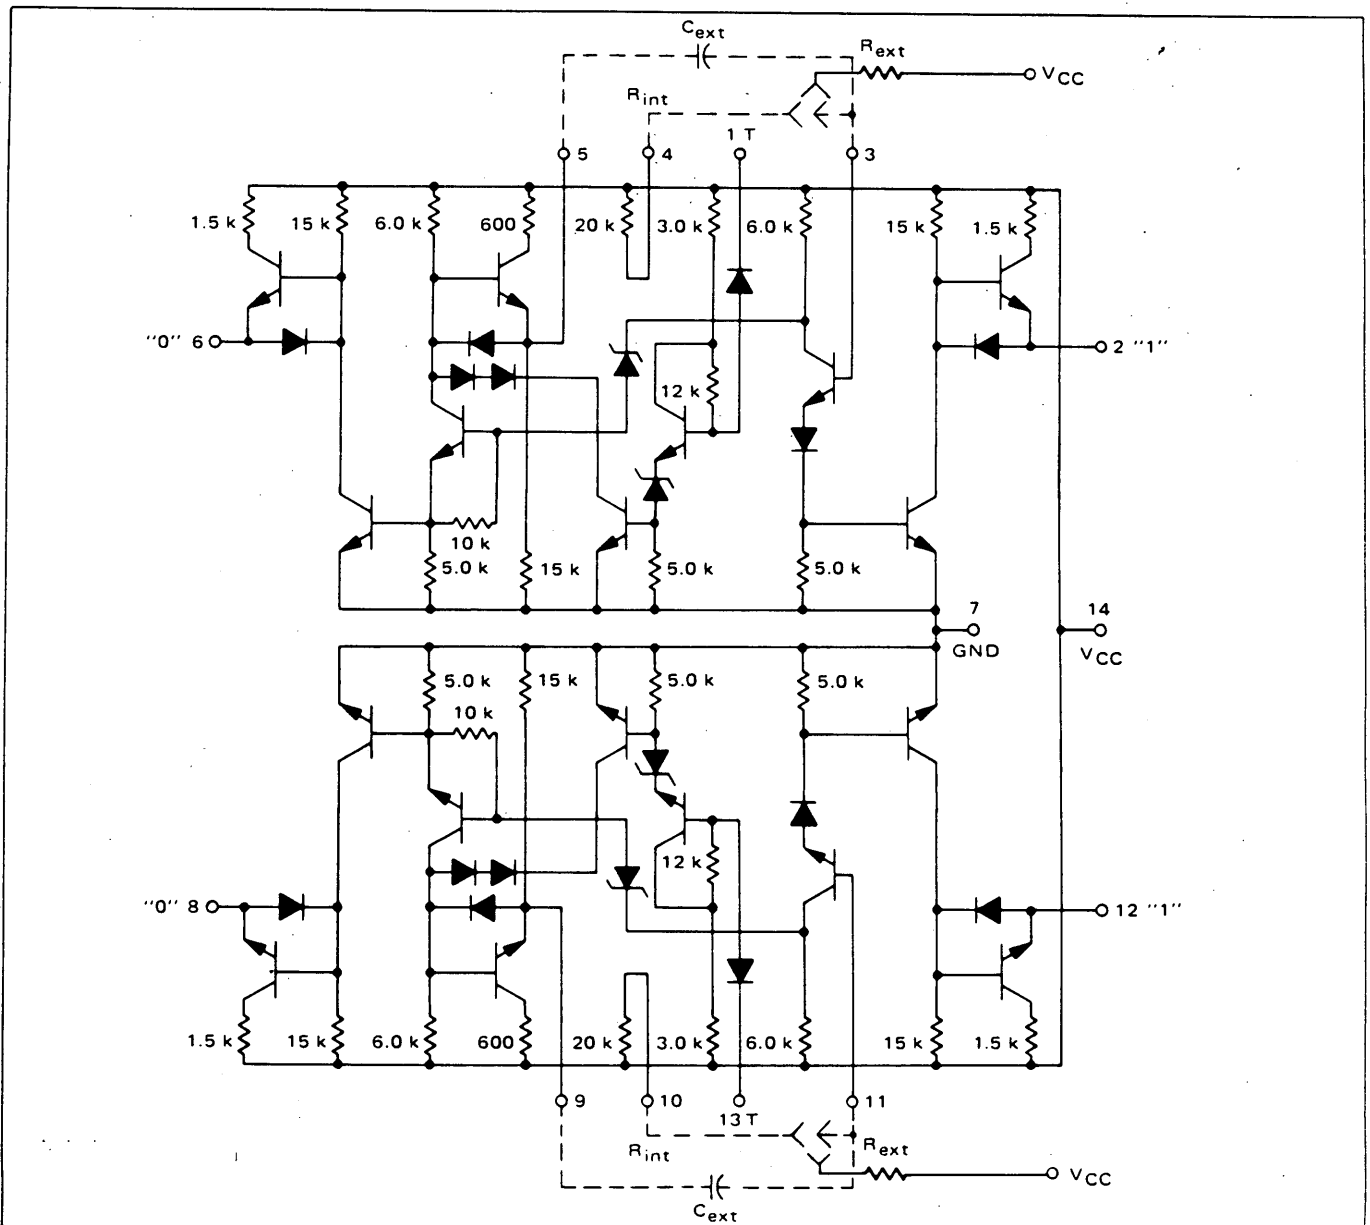 Cext
Rext
VCC
Rint
1 T
5
4
3
1.5 k
15 k
6.0 k
600
20 k
3.0 k
6.0 k
15 k
1.5 k
"0" 6
2 "1"
12 k
10 k
5.0 k
15 k
5.0 k
5.0 k
7
14
GND
VCC
5.0 k
15 k
5.0 k
5.0 k
10 k
12 k
"0" 8
12 "1"
1.5 k
15 k
6.0 k
600
20 k
3.0 k
6.0 k
15 k
1.5 k
9
10
13 T
11
Rint
Rext
VCC
Cext